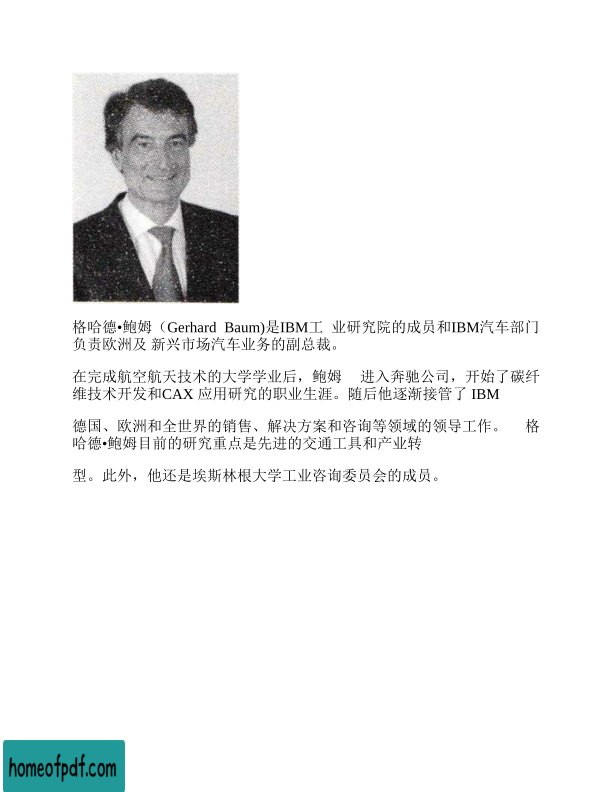 格哈德•鲍姆（Gerhard Baum)是IBM工 业研究院的成员和IBM汽车部门
负责欧洲及 新兴市场汽车业务的副总裁。
在完成航空航天技术的大学学业后，鲍姆 进入奔驰公司，开始了碳纤
维技术开发和CAX 应用研究的职业生涯。随后他逐渐接管了 IBM
德国、欧洲和全世界的销售、解决方案和咨询等领域的领导工作。 格
哈德•鲍姆目前的研究重点是先进的交通工具和产业转
型。此外，他还是埃斯林根大学工业咨询委员会的成员。
homeofpdf.com